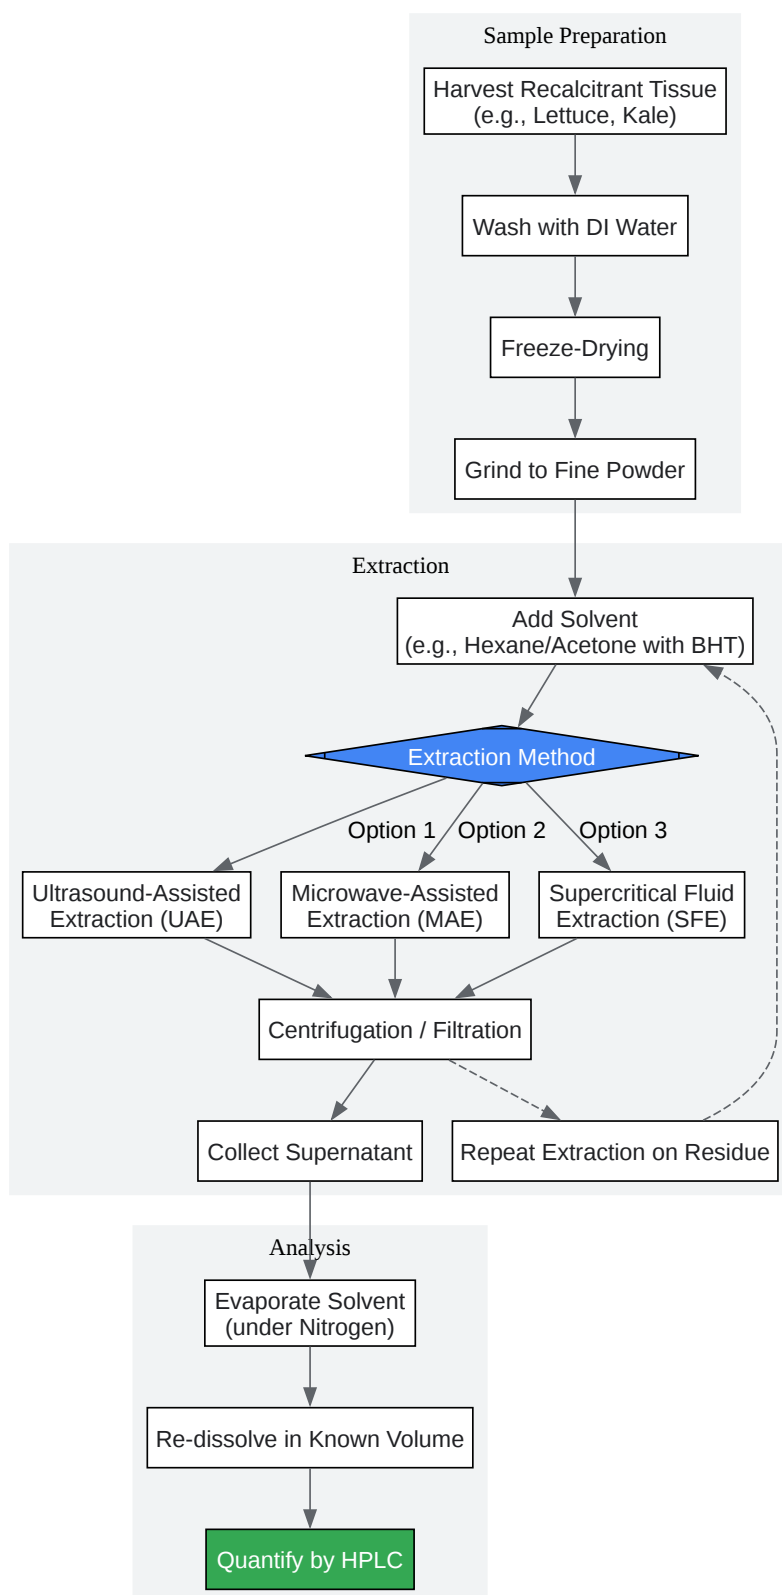 Sample Preparation
Harvest Recalcitrant Tissue
(e.g., Lettuce, Kale)
Wash with DI Water
Freeze-Drying
Grind to Fine Powder
Extraction
Add Solvent
(e.g., Hexane/Acetone with BHT)
Extraction Method
Option 1
Option 2
Option 3
Ultrasound-Assisted
Extraction (UAE)
Microwave-Assisted
Extraction (MAE)
Supercritical Fluid
Extraction (SFE)
Centrifugation / Filtration
Collect Supernatant
Repeat Extraction on Residue
Analysis
Evaporate Solvent
(under Nitrogen)
Re-dissolve in Known Volume
Quantify by HPLC